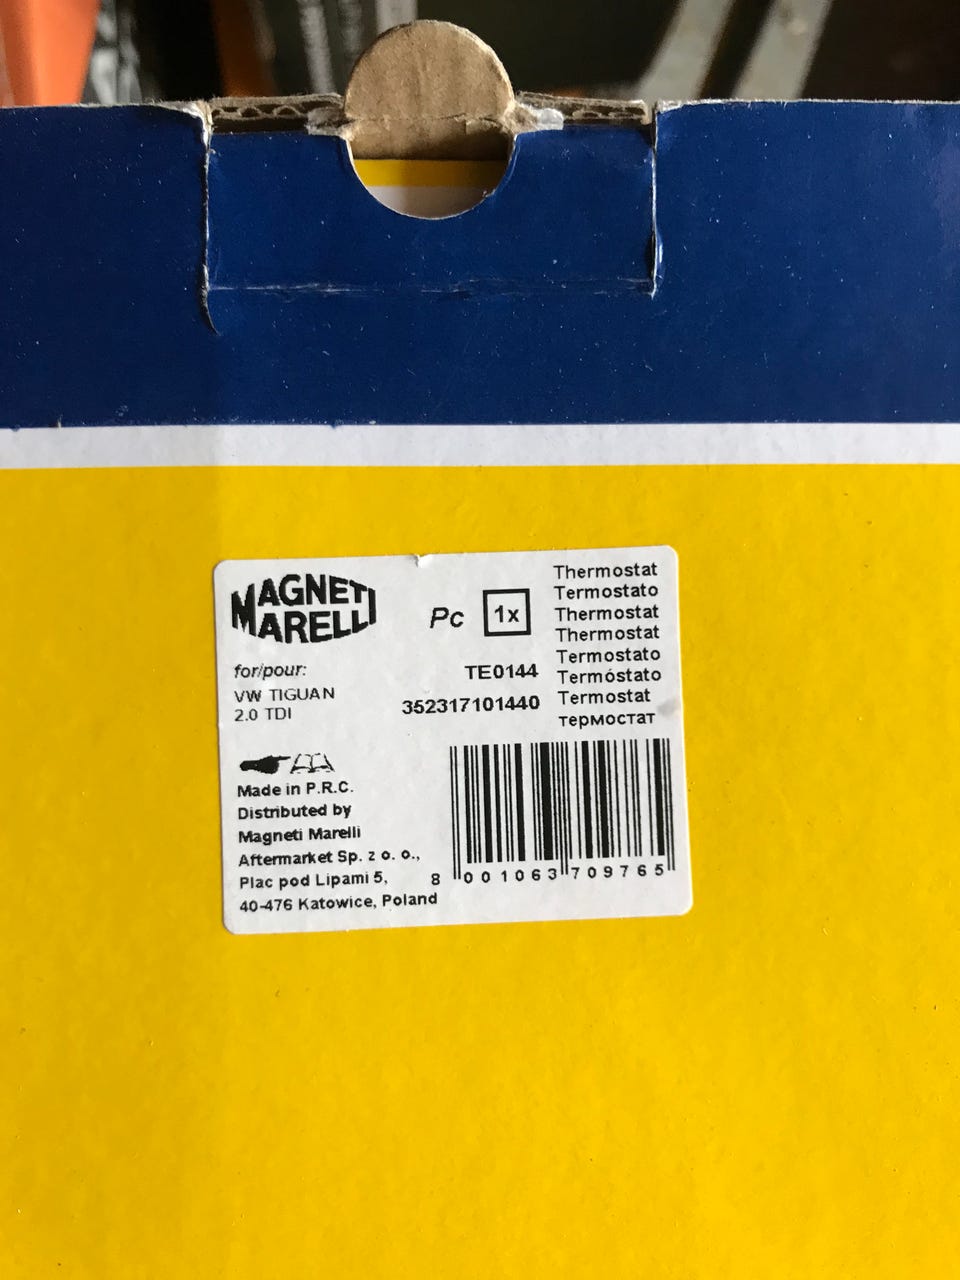 MAGNETI
MARELLI
Pc 1x
for/pour:
VW TIGUAN
2.0 TDI
TE0144
352317101440
Thermostat
Termostato
Thermostat
Thermostat
Termostato
Termóstato
Termostat
термостат
Made in P.R.C.
Distributed by
Magneti Marelli
Aftermarket Sp. z o. o.,
Plac pod Lipami 5,
40-476 Katowice, Poland
8 001063 709765